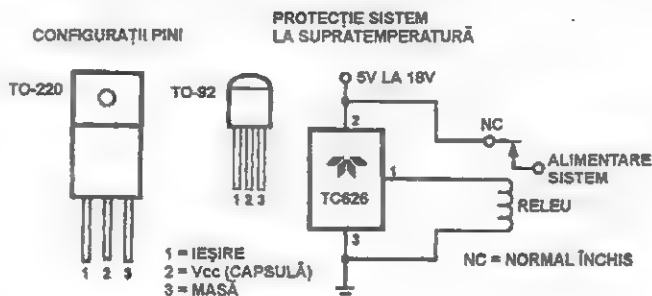 PROTECȚIE SISTEM
LA SUPRATEMPERATURĂ
CONFIGURAȚII PINI
TO-220
TO-92
1 2 3
1 2 3
1 = IEȘIRE
2 = Vcc (CAPSULĂ)
3 = MASĂ
5V LA 18V
2
NC
1
ALIMENTARE
SISTEM
TC626
RELEU
3
NC = NORMAL ÎNCHIS